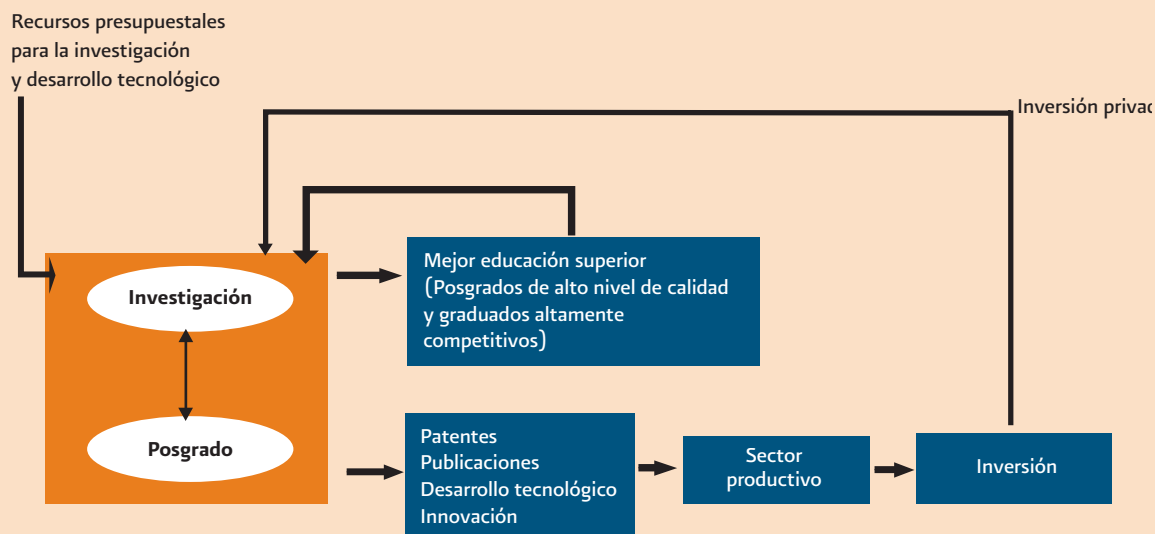 Recursos presupuestales
para la investigación
y desarrollo tecnológico
Inversión
Investigación
Mejor educación superior
(Posgrados de alto nivel de calidad
y graduados altamente
competitivos)
Posgrado
Patentes
Publicaciones
Desarrollo tecnológico
Innovación
Sector
productivo
Inversión